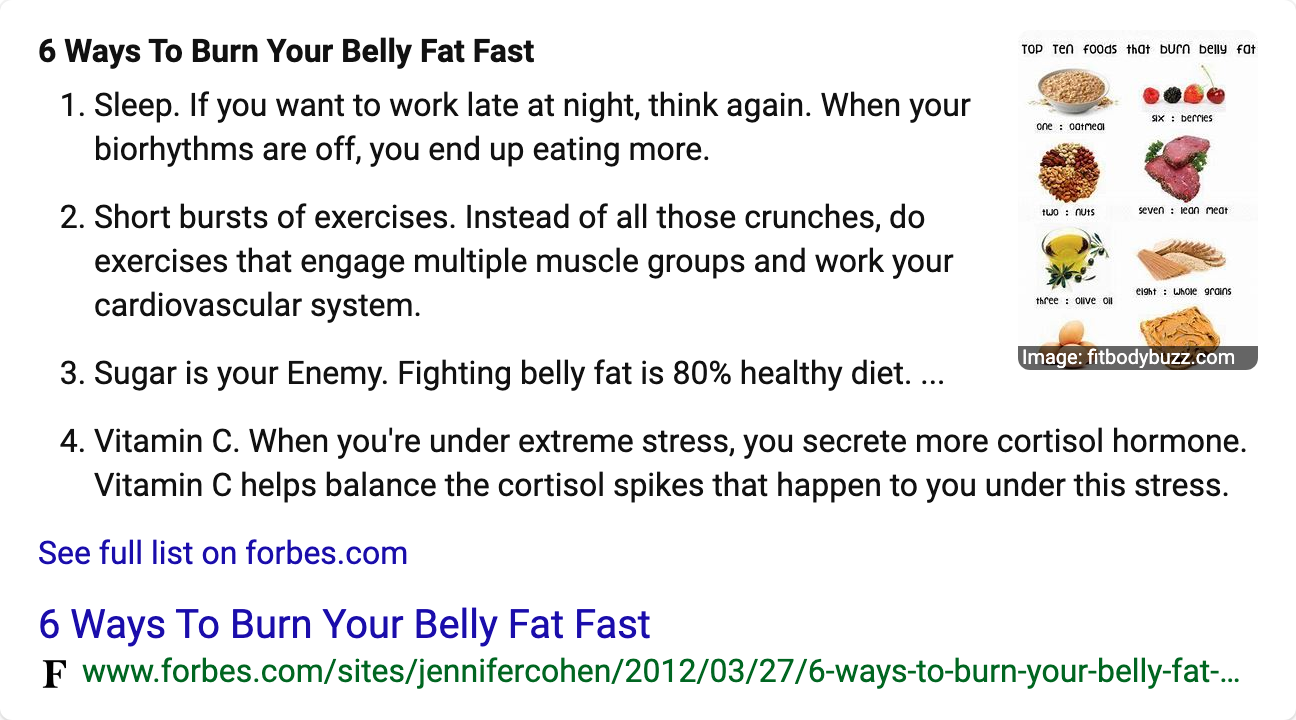 6 Ways To Burn Your Belly Fat Fast
1. Sleep. If you want to work late at night, think again. When your
biorhythms are off, you end up eating more.
2. Short bursts of exercises. Instead of all those crunches, do
exercises that engage multiple muscle groups and work your
cardiovascular system.
3. Sugar is your Enemy. Fighting belly fat is 80% healthy diet. ...
4. Vitamin C. When you're under extreme stress, you secrete more cortisol hormone.
Vitamin C helps balance the cortisol spikes that happen to you under this stress.
TOP Ten foods that burn belly fat
one : oatmeal
six : berries
two : nuts
seven : lean meat
three : olive oil
eight : whole grains
Image: fitbodybuzz.com
See full list on forbes.com
6 Ways To Burn Your Belly Fat Fast
F www.forbes.com/sites/jennifercohen/2012/03/27/6-ways-to-burn-your-belly-fat-...